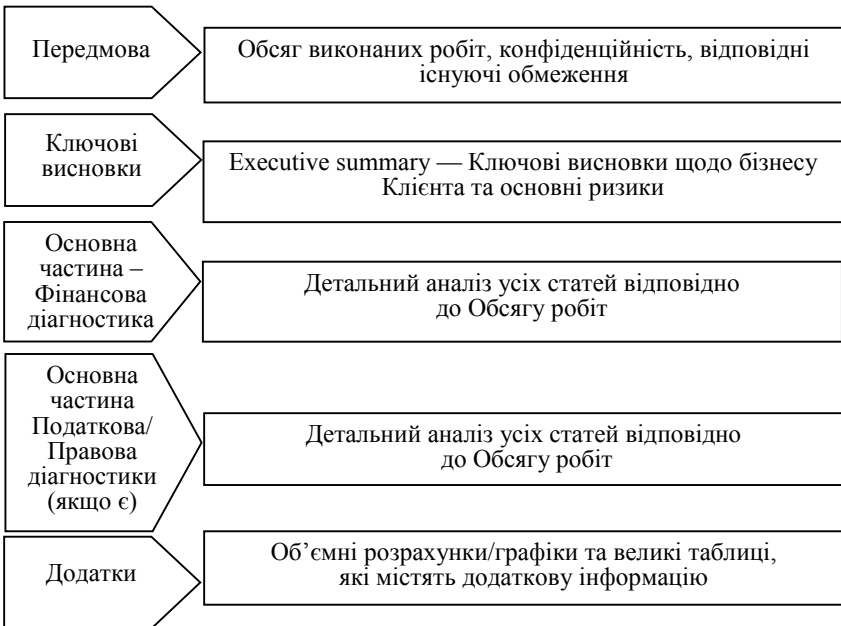 Передмова
Обсяг виконаних робіт, конфіденційність, відповідні
існуючі обмеження
Ключові
висновки
Executive summary — Ключові висновки щодо бізнесу
Клієнта та основні ризики
Основна
частина –
Фінансова
діагностика
Детальний аналіз усіх статей відповідно
до Обсягу робіт
Основна
частина
Податкова/
Правова
діагностики
(якщо є)
Детальний аналіз усіх статей відповідно
до Обсягу робіт
Додатки
Об’ємні розрахунки/графіки та великі таблиці,
які містять додаткову інформацію